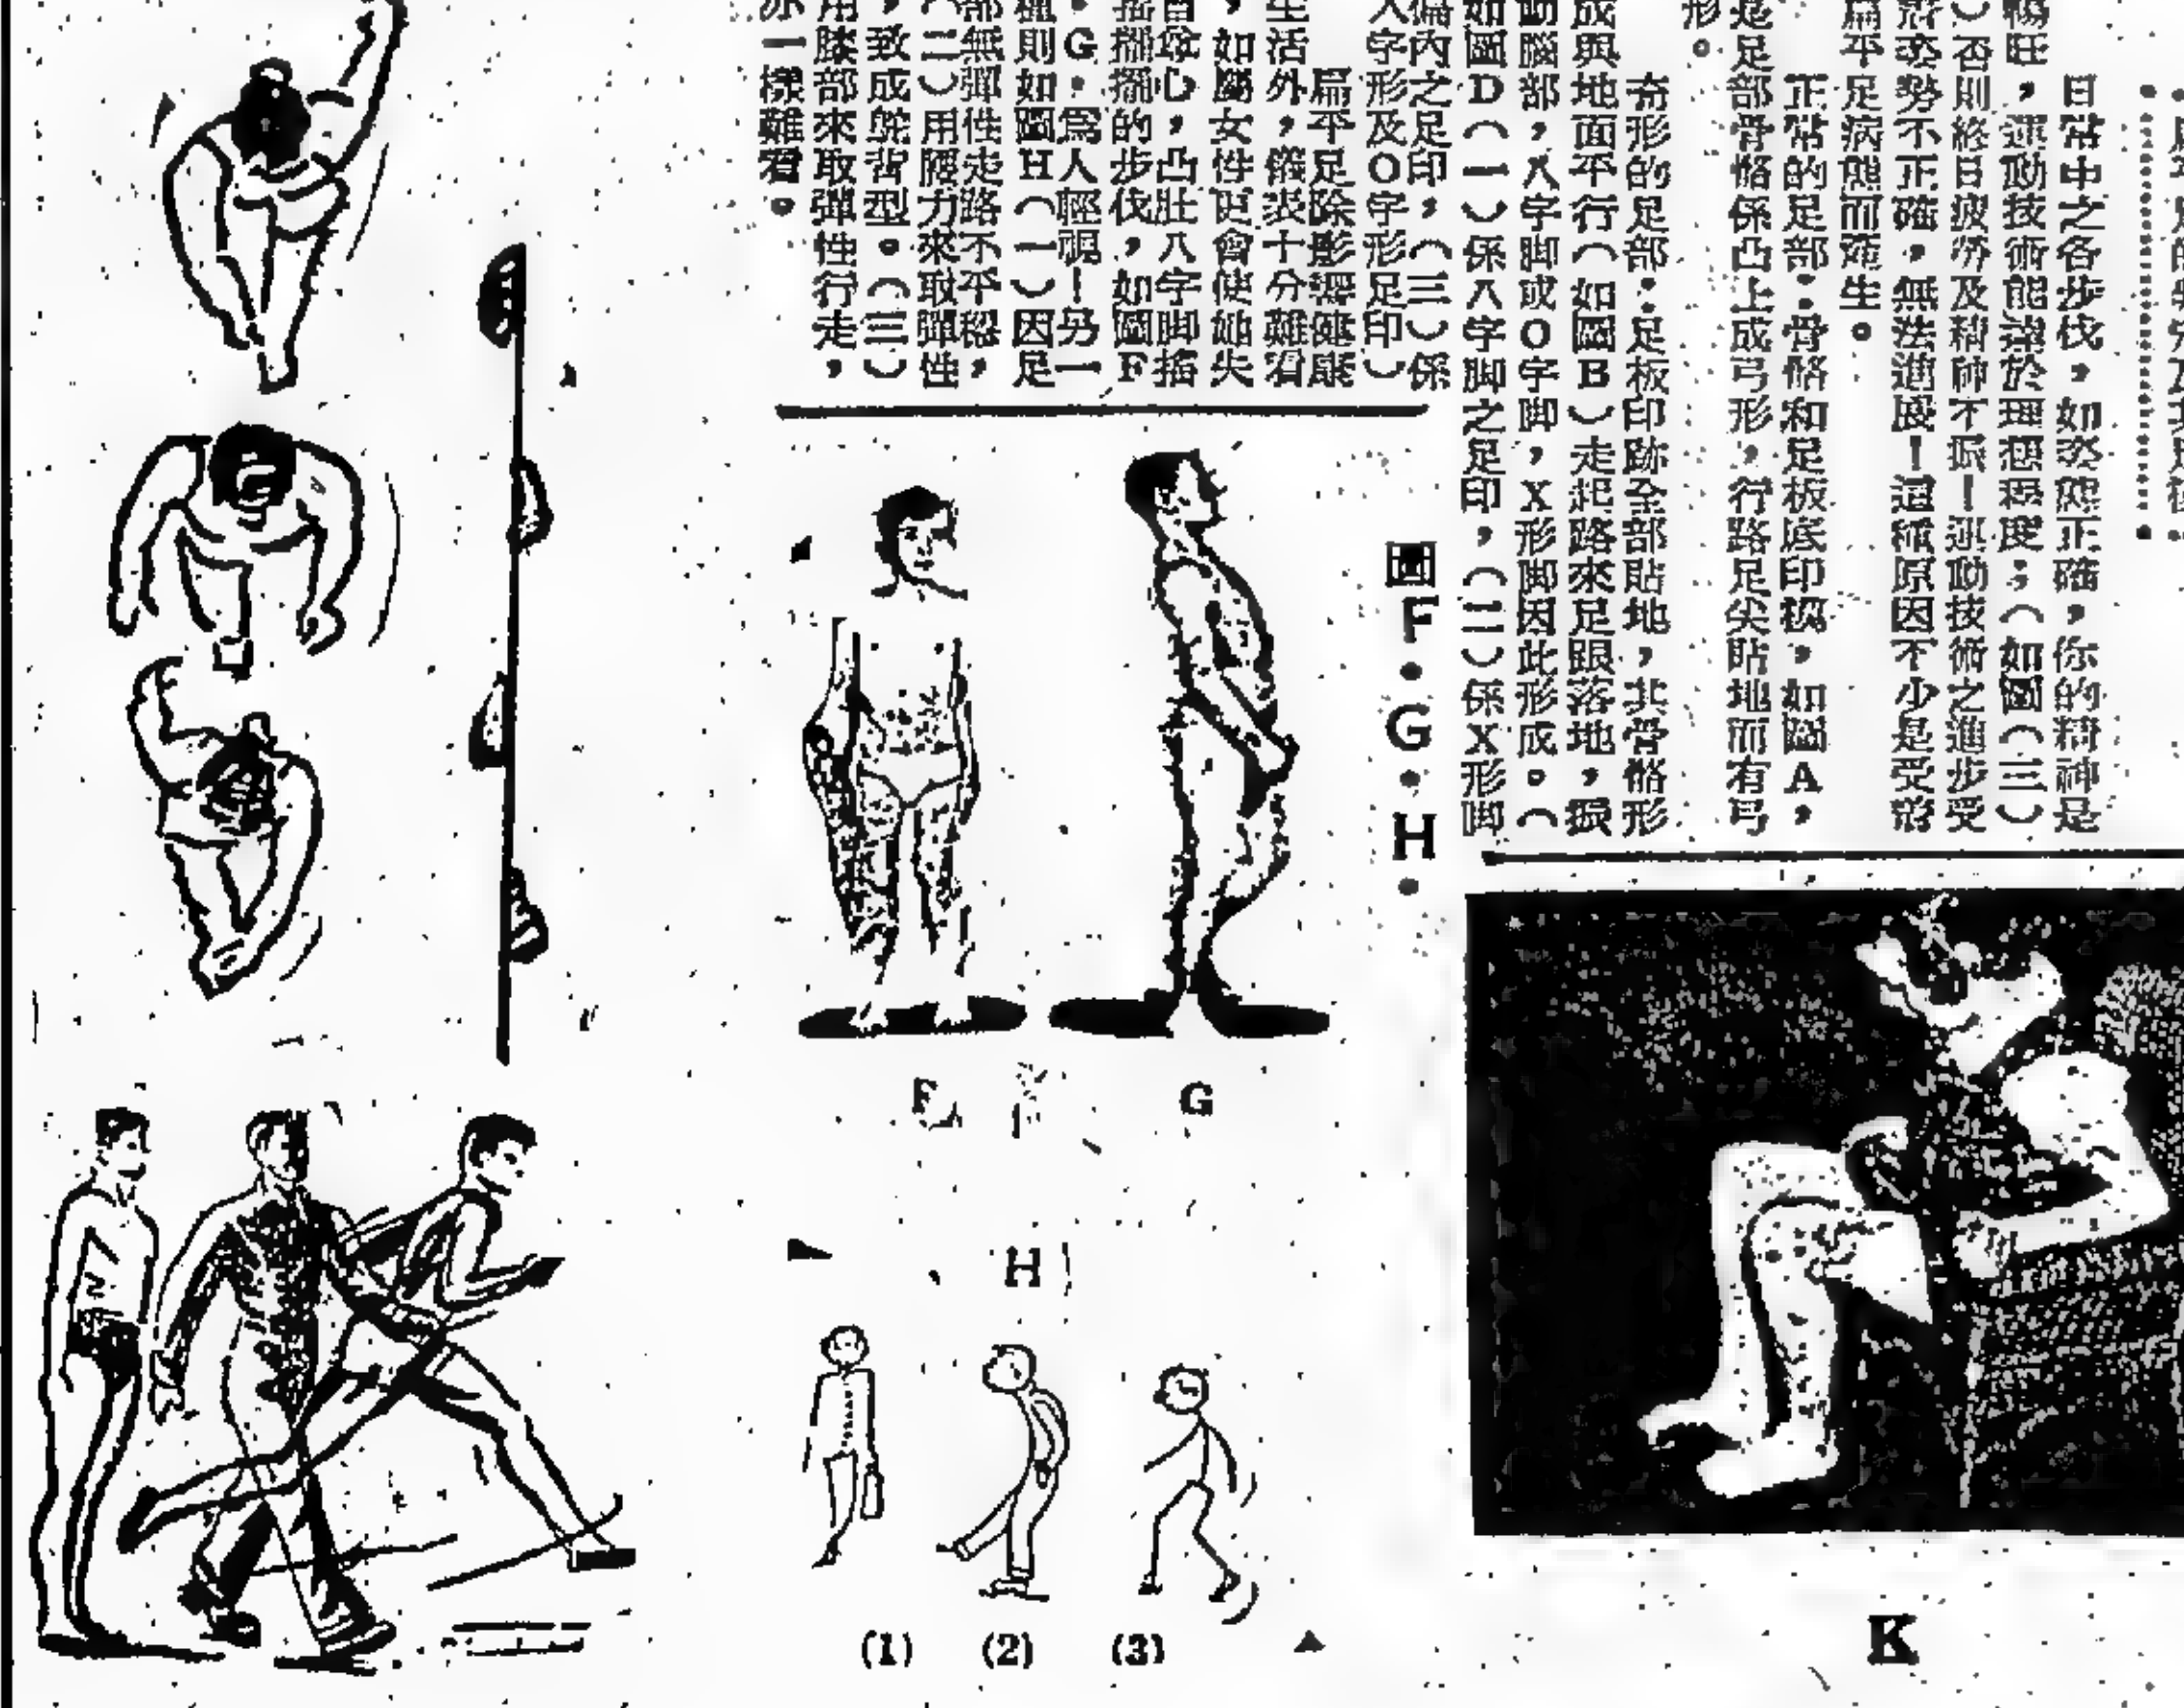 日常中之各步伐，如姿態正確，你的精神是
暢旺，運動技術能達於理想程度；（如圖（三）
）否則終日疲勞及精神不振！運動技術之進步受
姿勢不正確，無法進展！這種原因不少是受
扁平足病態而產生。
正常的足部：骨骼和足板底印模，如圖A，
是足部骨骼係凸上成弓形，行路足尖貼地而有弓
形。
奇形的足部：足板印跡全部貼地，其骨骼形
成與地面平行（如圖B）走起路來足跟落地，振
動腦部，八字脚或O字脚，X形脚因此形成。（
如圖D（一）係八字脚之足印，（二）係X形脚
偏內之足印，（三）係
八字形及O字形足印）
扁平足除影響健康
生活外，儀表十分難看
，如屬女性更會使她失
自尊心，凸肚八字脚搖
搖擺擺的步伐，如圖F
·G·爲人輕視！另一
種則如圖H（一）因足
部無彈性走路不平穩，
（二）用腰力來取彈性
，致成駝背型。（三）
用膝部來取彈性行走，
亦一樣難看。
圖F·G·H·
F
G
H
(1) (2) (3)
K